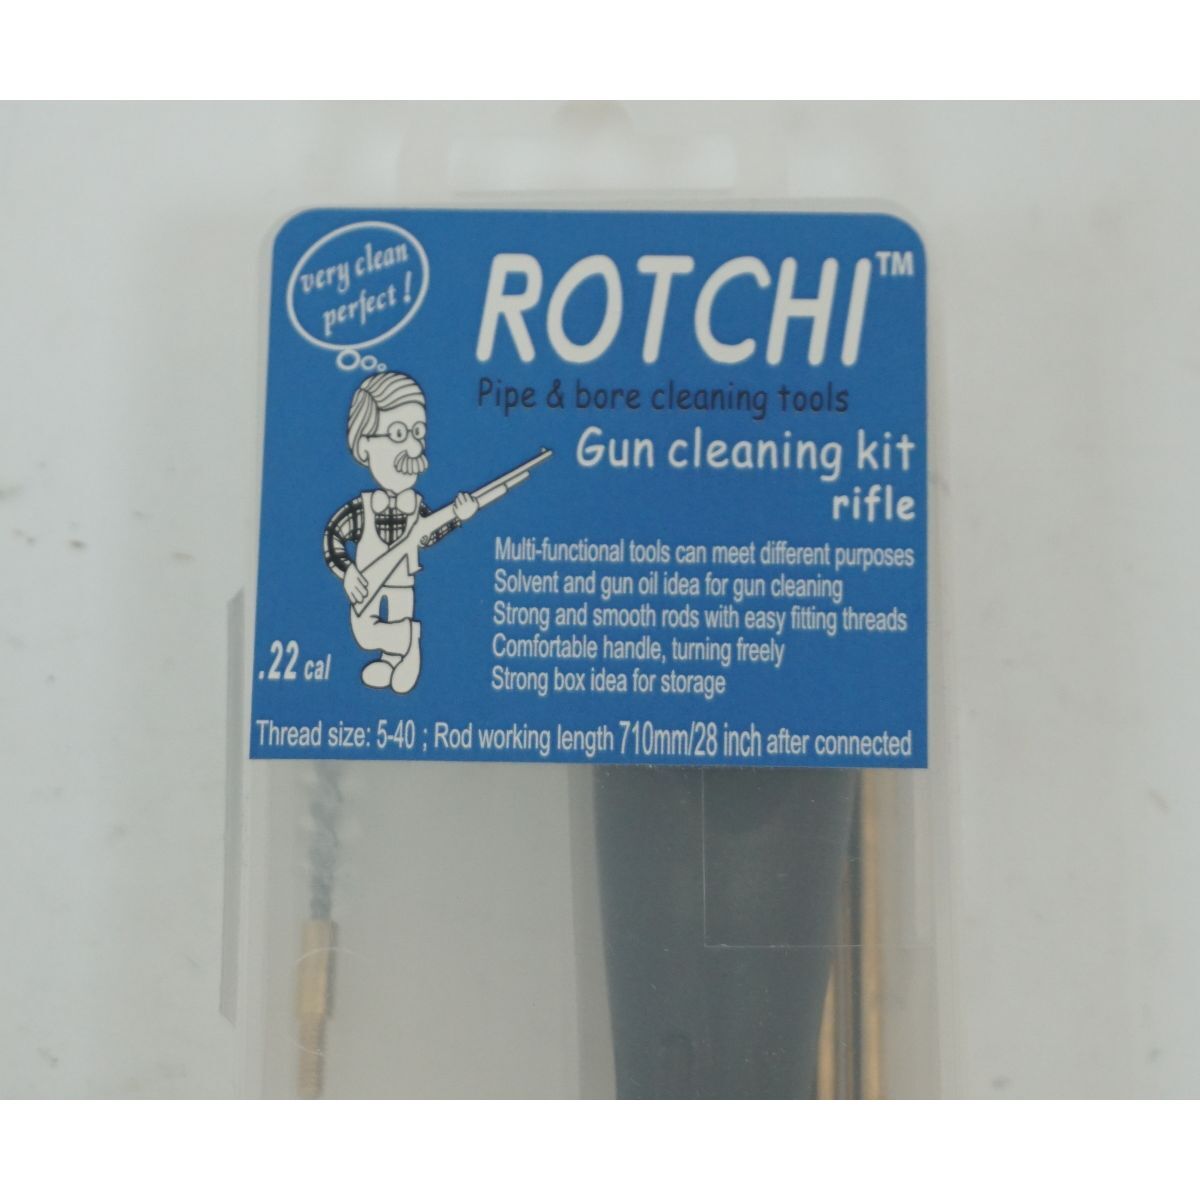 very clean
perfect !
ROTCHI™
Pipe & bore cleaning tools
Gun cleaning kit
rifle
Multi-functional tools can meet different purposes
Solvent and gun oil idea for gun cleaning
Strong and smooth rods with easy fitting threads
Comfortable handle, turning freely
Strong box idea for storage
.22 cal
Thread size: 5-40 ; Rod working length 710mm/28 inch after connected